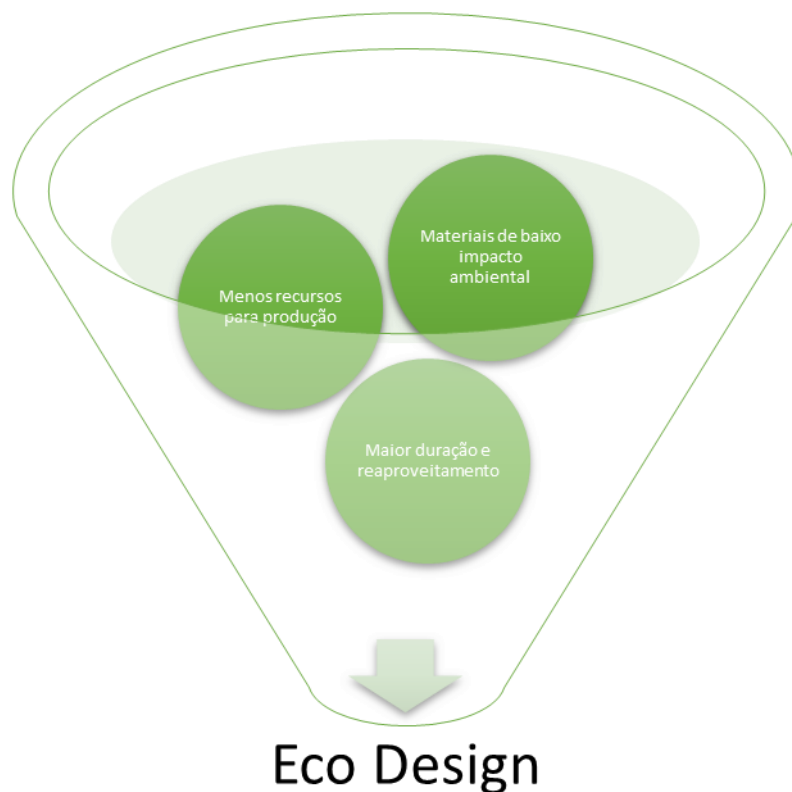 Materiais de baixo
impacto
ambiental
Menos recursos
para produção
Maior duração e
reaproveitamento
Eco Design